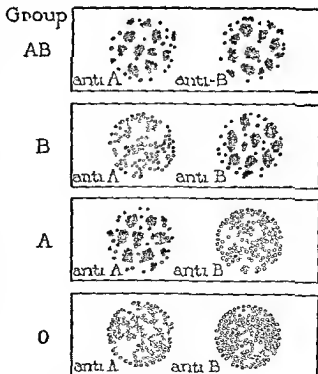 Group
AB
anti A anti-B
B
anti A anti B
A
anti A anti B
O
anti A anti B